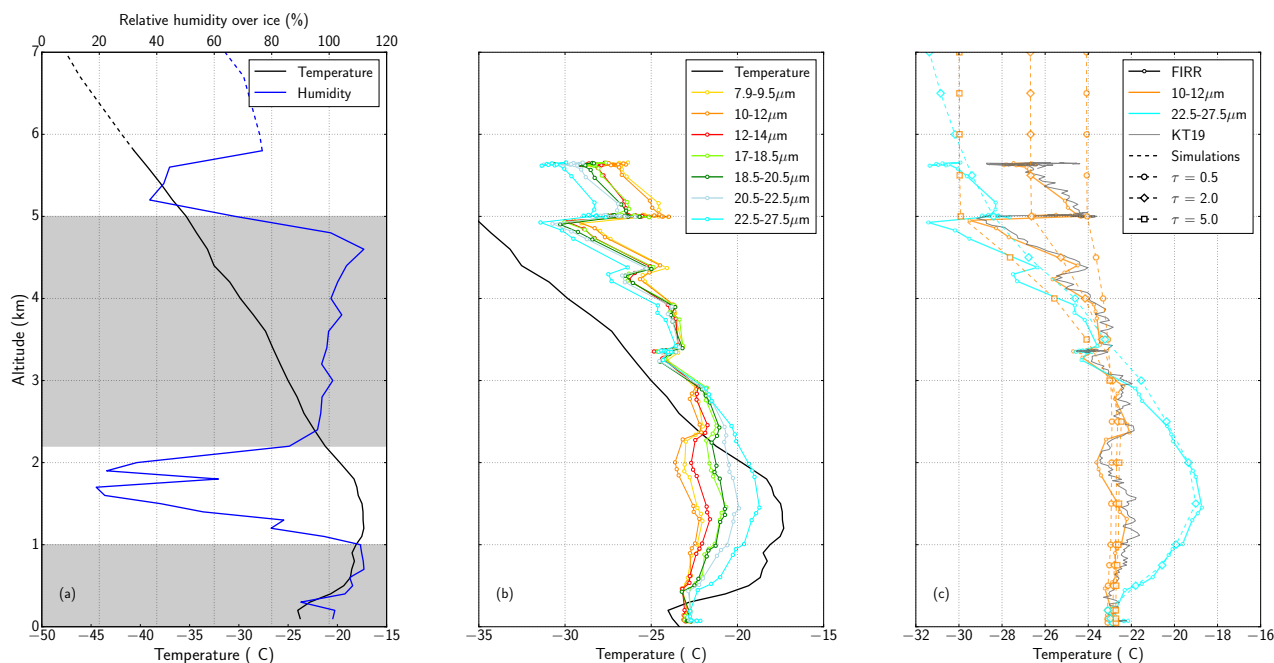 Relative humidity over ice (%)
0 20 40 60 80 100 120
7
6
5
4
3
2
1
0
Altitude (km)
Temperature
Humidity
(a)
−50 −45 −40 −35 −30 −25 −20 −15
Temperature ( C)
Temperature
7.9-9.5μm
10-12μm
12-14μm
17-18.5μm
18.5-20.5μm
20.5-22.5μm
22.5-27.5μm
(b)
−35 −30 −25 −20 −15
Temperature ( C)
FIRR
10-12μm
22.5-27.5μm
KT19
Simulations
τ = 0.5
τ = 2.0
τ = 5.0
(c)
−32 −30 −28 −26 −24 −22 −20 −18 −16
Temperature ( C)